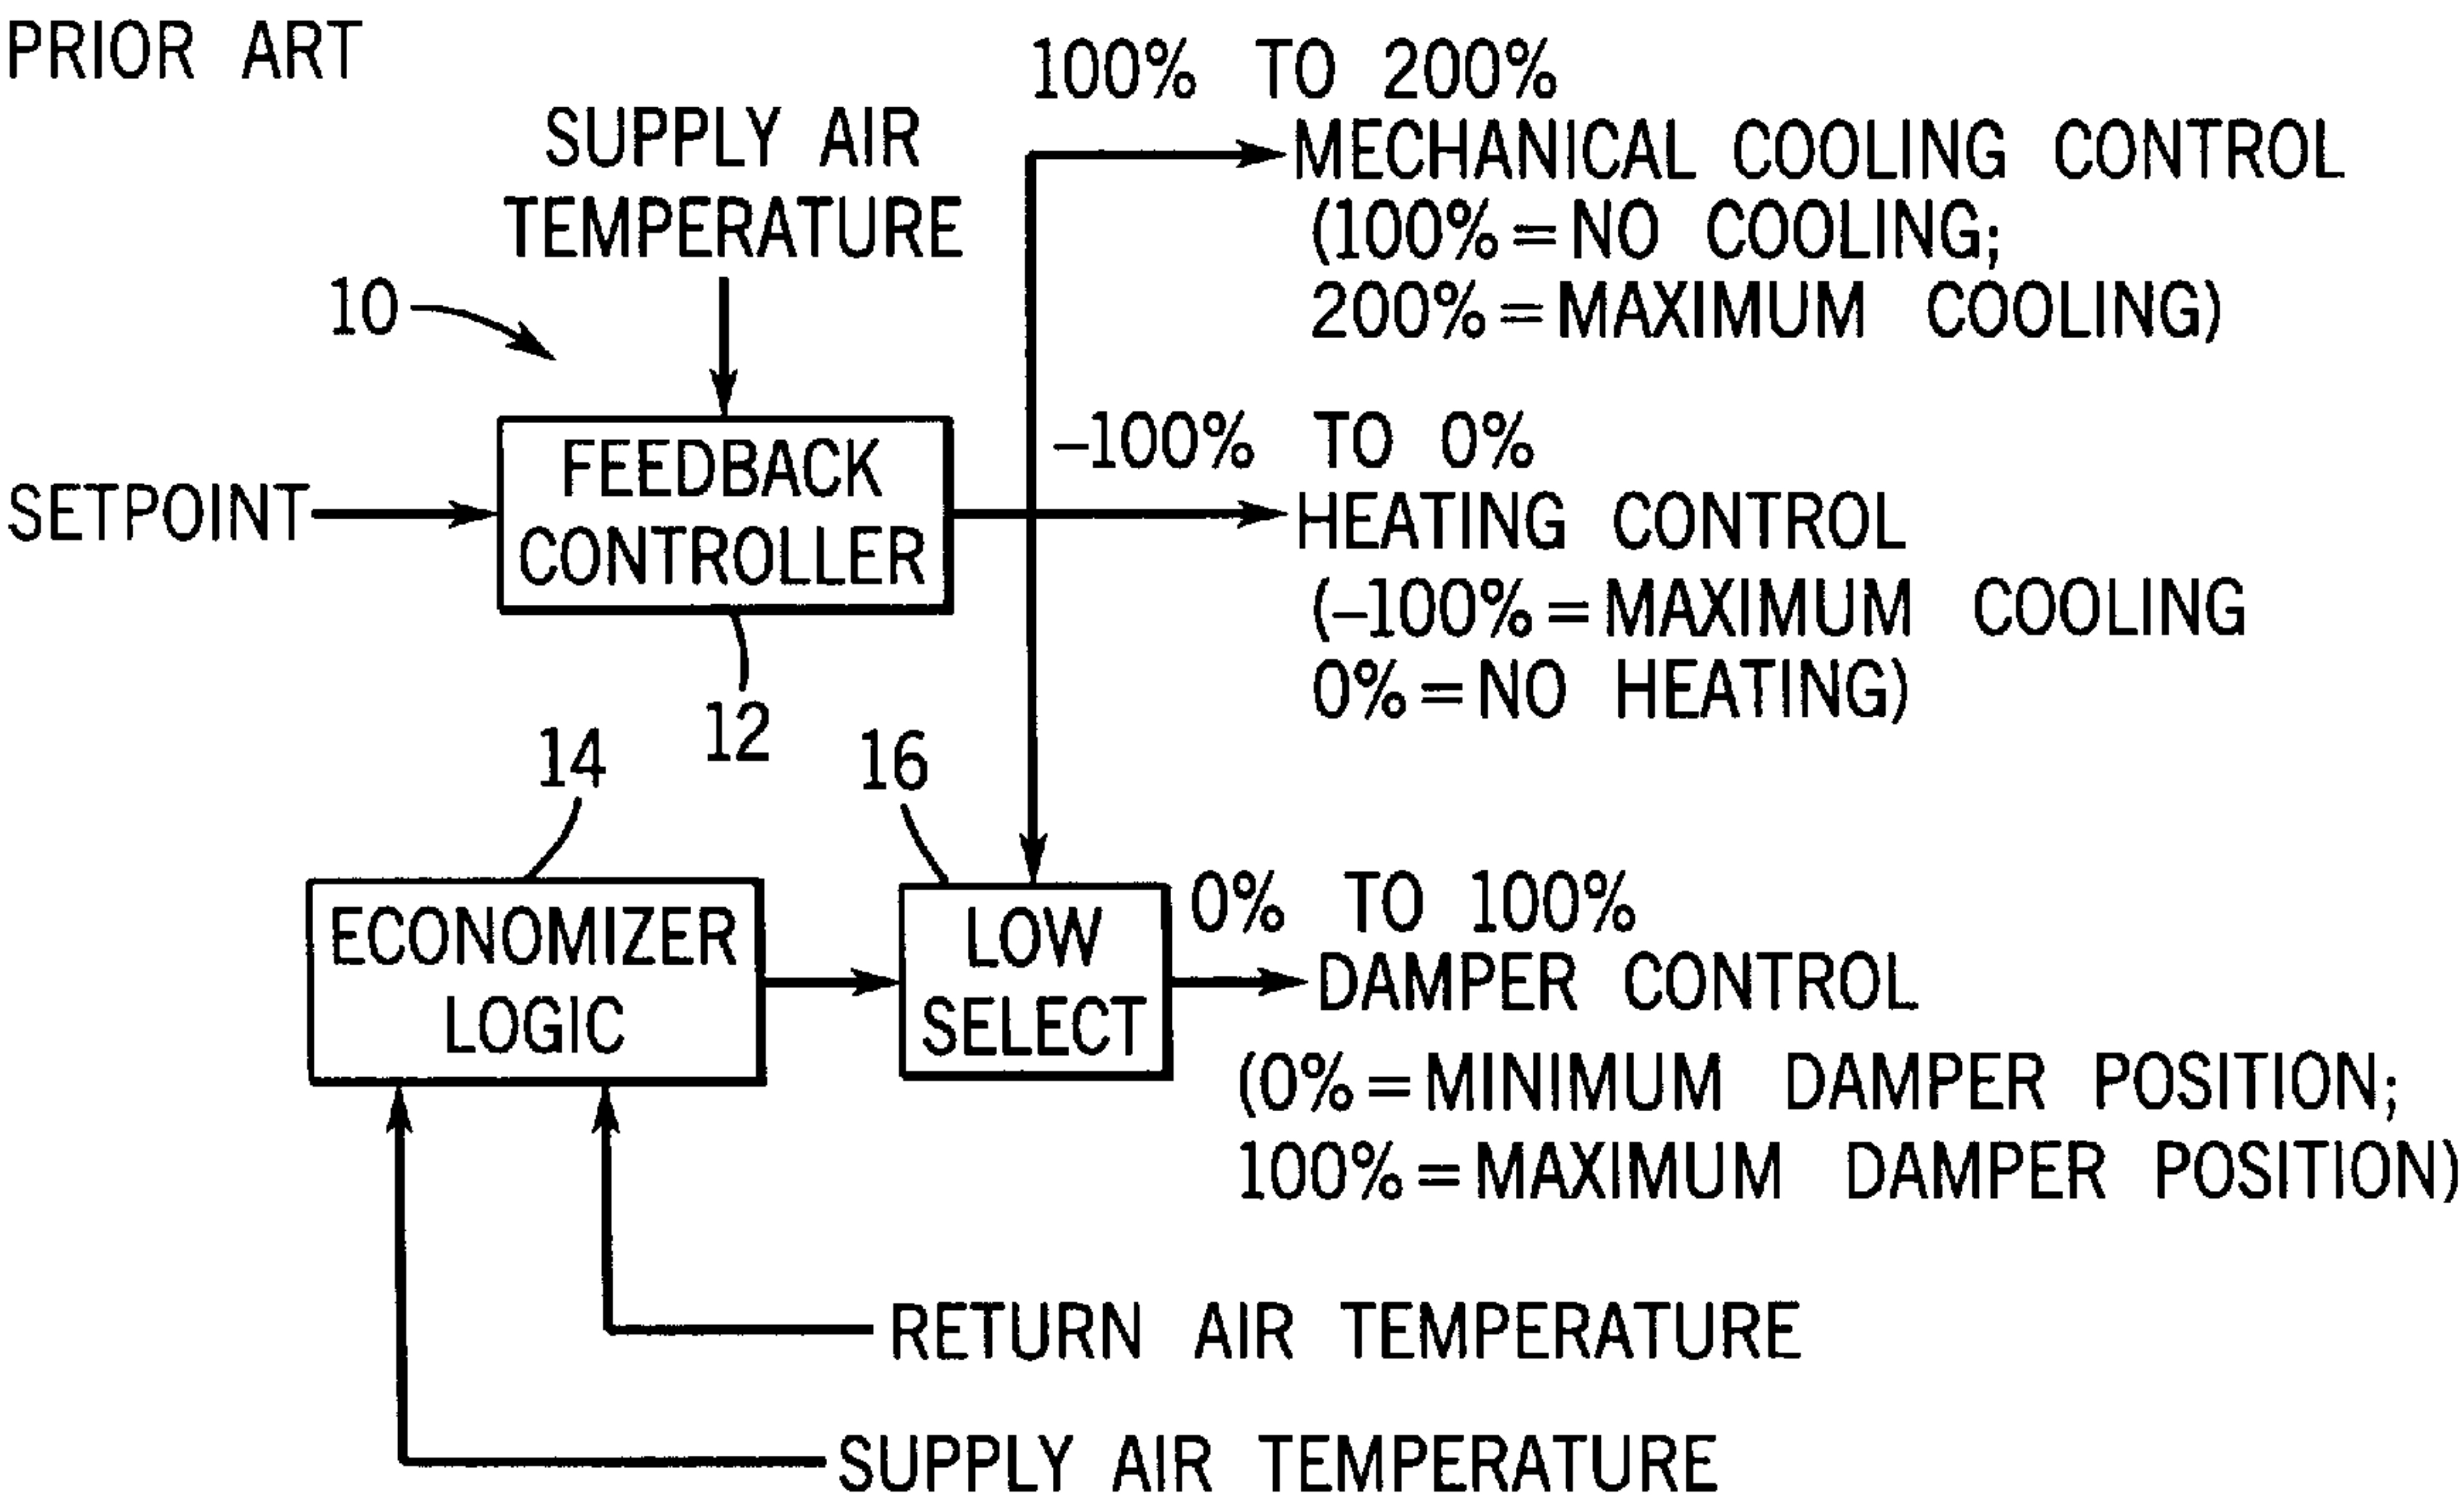 PRIOR ART
100% TO 200%
SUPPLY AIR
TEMPERATURE
MECHANICAL COOLING CONTROL
(100%=NO COOLING;
200%=MAXIMUM COOLING)
10
-100% TO 0%
FEEDBACK
CONTROLLER
SETPOINT
HEATING CONTROL
(-100%=MAXIMUM COOLING
0%=NO HEATING)
12
14
16
ECONOMIZER
LOGIC
LOW
SELECT
0% TO 100%
DAMPER CONTROL
(0%=MINIMUM DAMPER POSITION;
100%=MAXIMUM DAMPER POSITION)
RETURN AIR TEMPERATURE
SUPPLY AIR TEMPERATURE